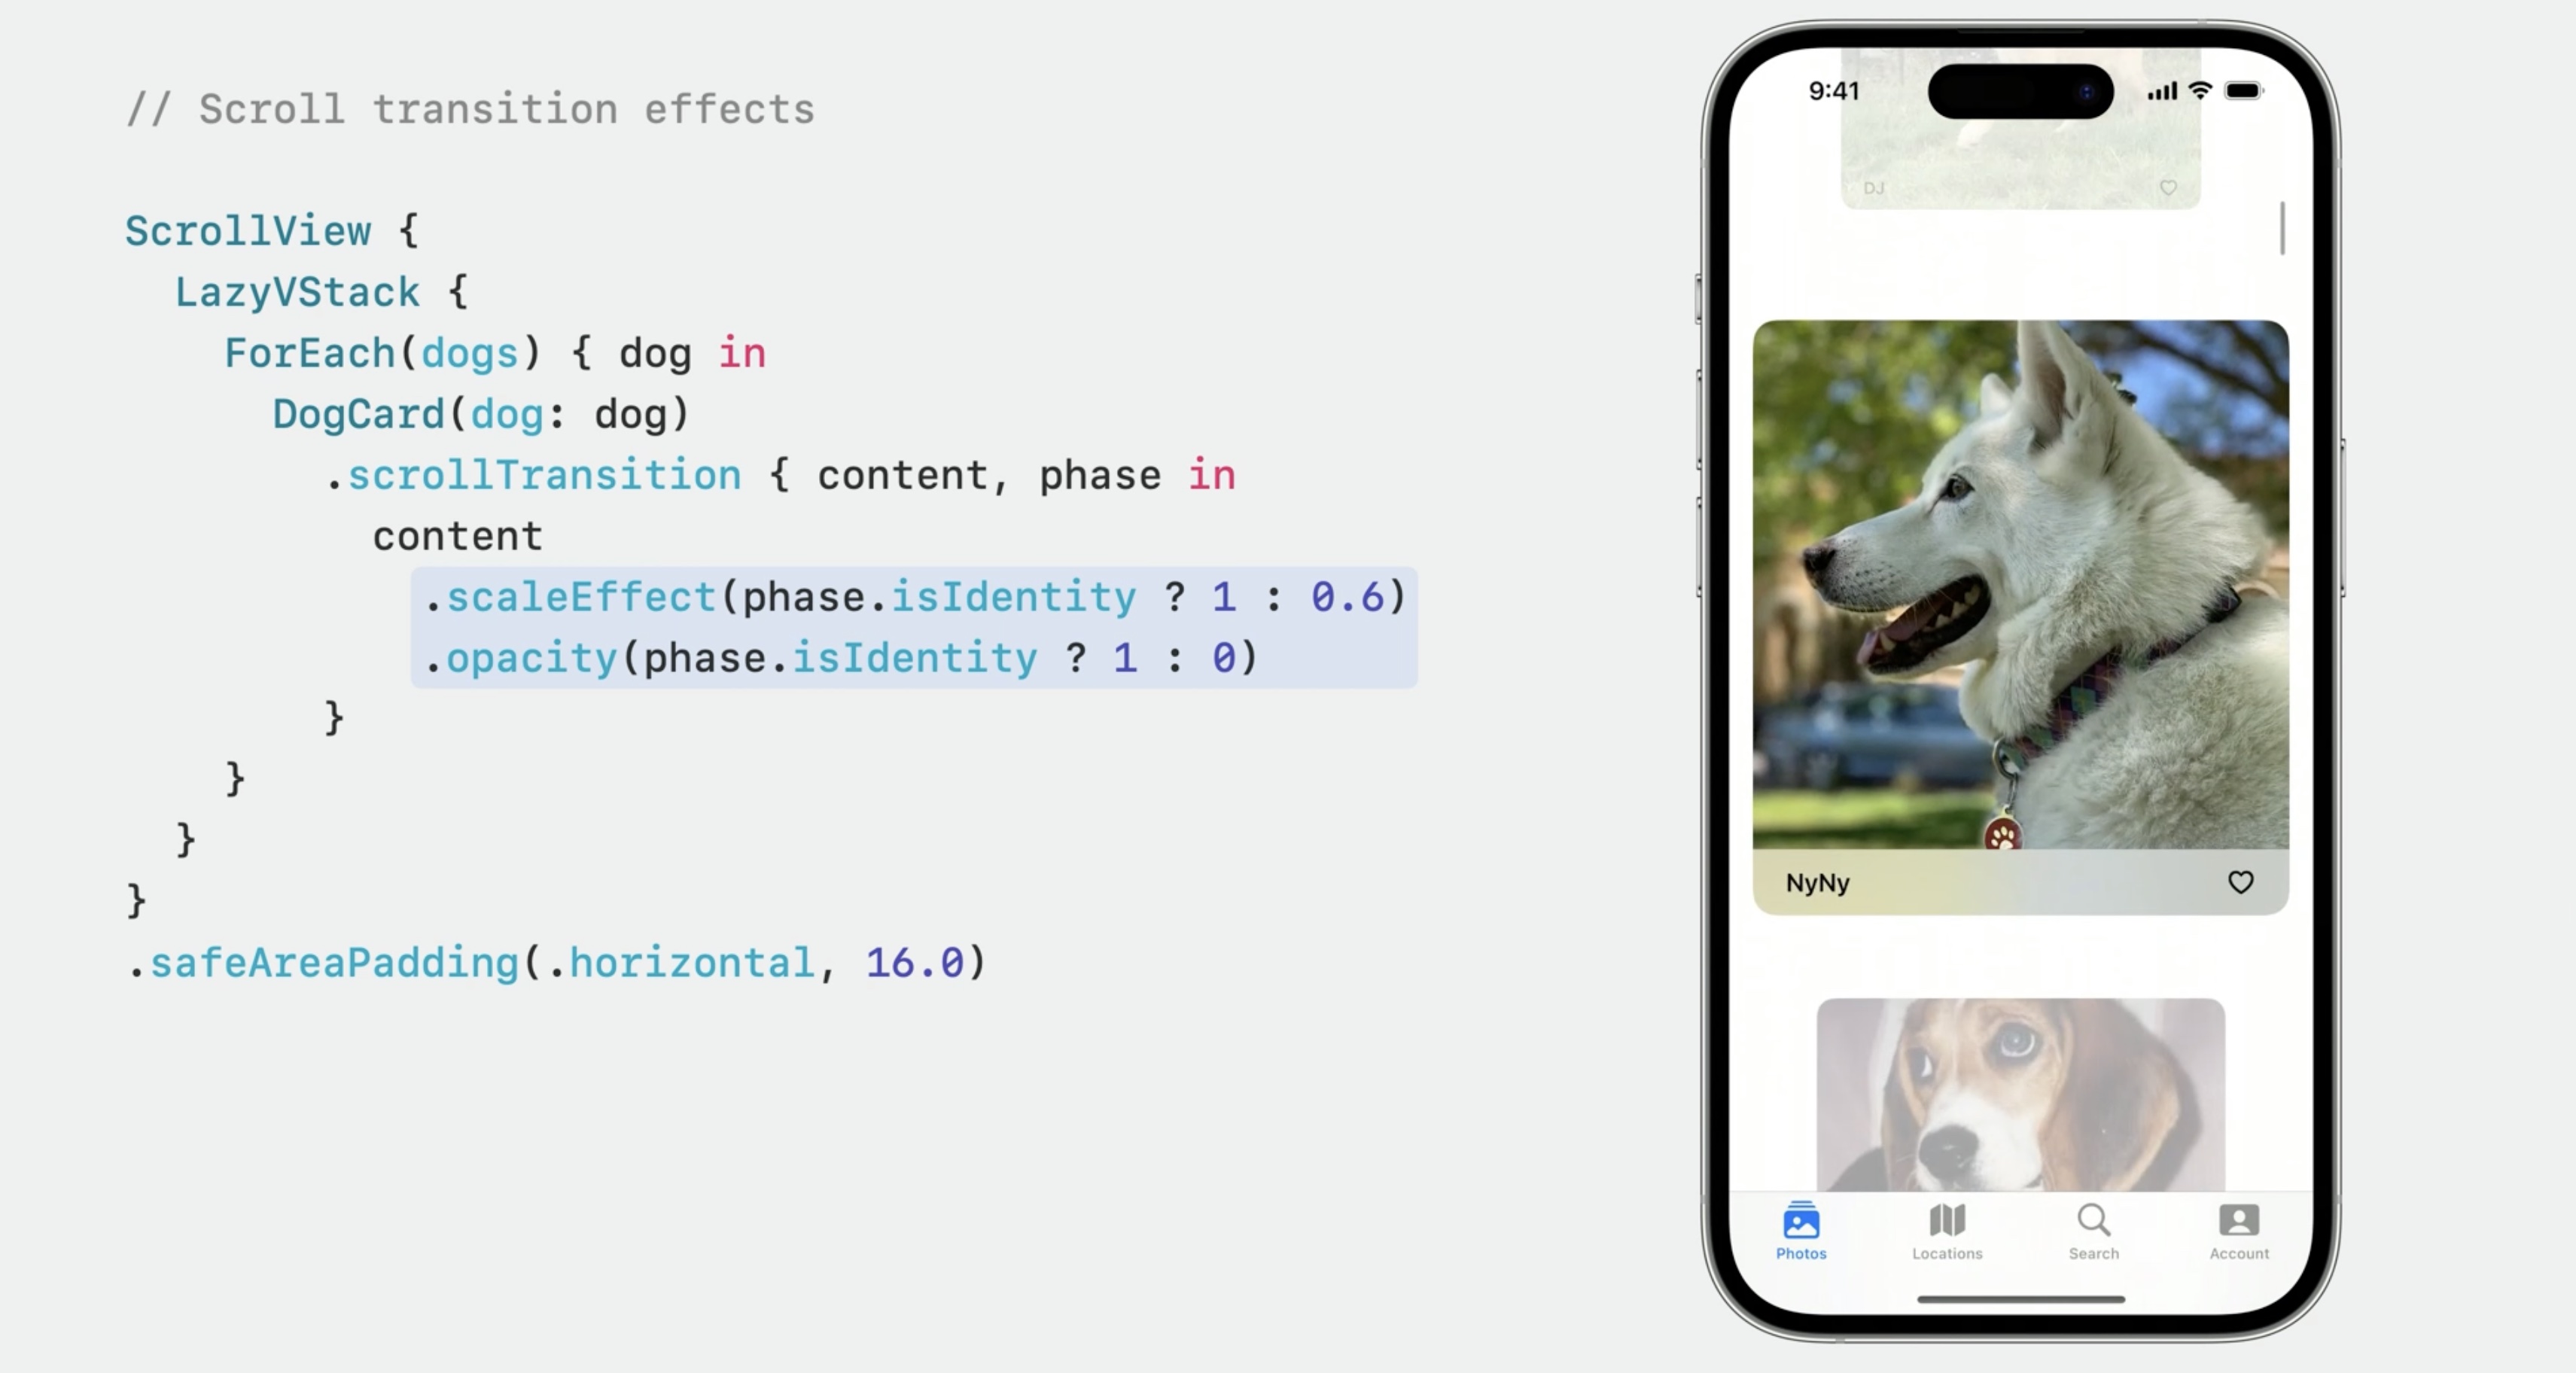 // Scroll transition effects
ScrollView {
  LazyVStack {
    ForEach(dogs) { dog in
      DogCard(dog: dog)
        .scrollTransition { content, phase in
          content
            .scaleEffect(phase.isIdentity ? 1 : 0.6)
            .opacity(phase.isIdentity ? 1 : 0)
        }
    }
  }
}
.safeAreaPadding(.horizontal, 16.0)
9:41
DJ
NyNy
Photos Locations Search Account